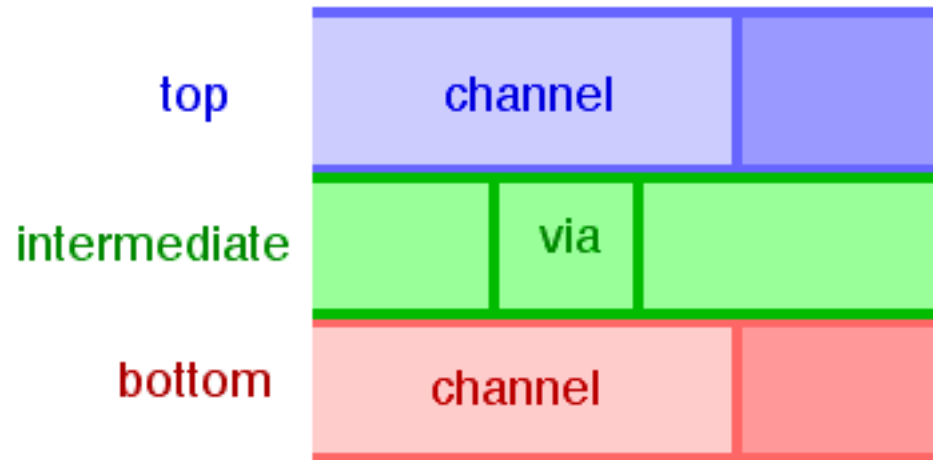 top
channel
intermediate
via
bottom
channel